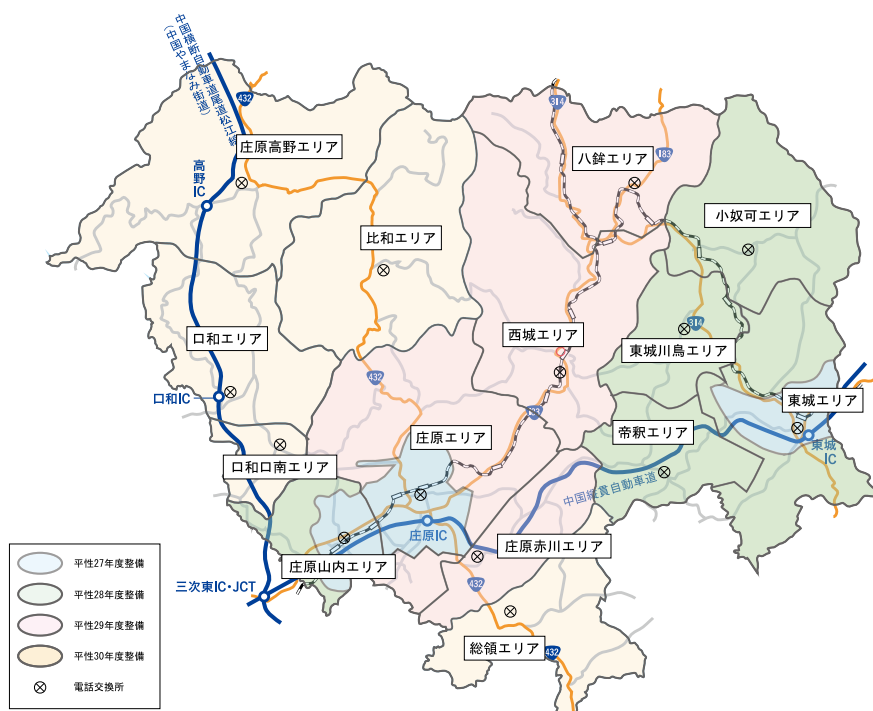 中国横断自動車道尾道松江線
(中国やまなみ街道)
432
314
183
庄原高野エリア
八鉾エリア
高野
IC
小奴可エリア
比和エリア
口和エリア
西城エリア
314
東城川鳥エリア
432
口和IC
183
東城エリア
庄原エリア
帝釈エリア
東城
IC
口和口南エリア
中国縦貫自動車道
庄原IC
庄原赤川エリア
庄原山内エリア
432
三次東IC・JCT
総領エリア
432
平性27年度整備
平性28年度整備
平性29年度整備
平性30年度整備
電話交換所